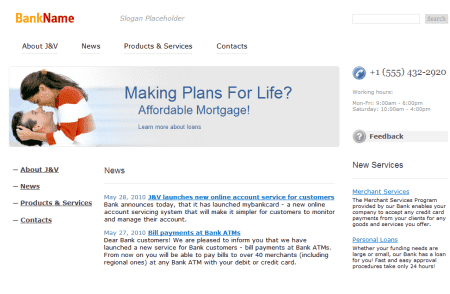 BankName
Slogan Placeholder
Search
About J&V
News
Products & Services
Contacts
Making Plans For Life?
Affordable Mortgage!
Learn more about loans
+1 (555) 432-2920
Working hours:
Mon-Fri: 9:00am - 6:00pm
Saturday: 10:00am - 4:00pm
Feedback
— About J&V
— News
— Products & Services
— Contacts
News
May 28, 2010 J&V launches new online account service for customers
Bank announces today, that it has launched mybankcard - a new online
account servicing system that will make it simpler for customers to monitor
and manage their account.
May 27, 2010 Bill payments at Bank ATMs
Dear Bank customers! We are pleased to inform you that we have
launched a new service for Bank customers - bill payments at Bank ATMs.
From now on you will be able to pay bills to over 40 merchants (including
regional ones) at any Bank ATM with your debit or credit card.
New Services
Merchant Services
The Merchant Services Program
provided by our Bank enables your
company to accept any credit card
payments from your clients for any
goods and services you offer.
Personal Loans
Whether your funding needs are
large or small, our Bank has a loan
for you! Fast and easy approval
procedures take only 24 hours!